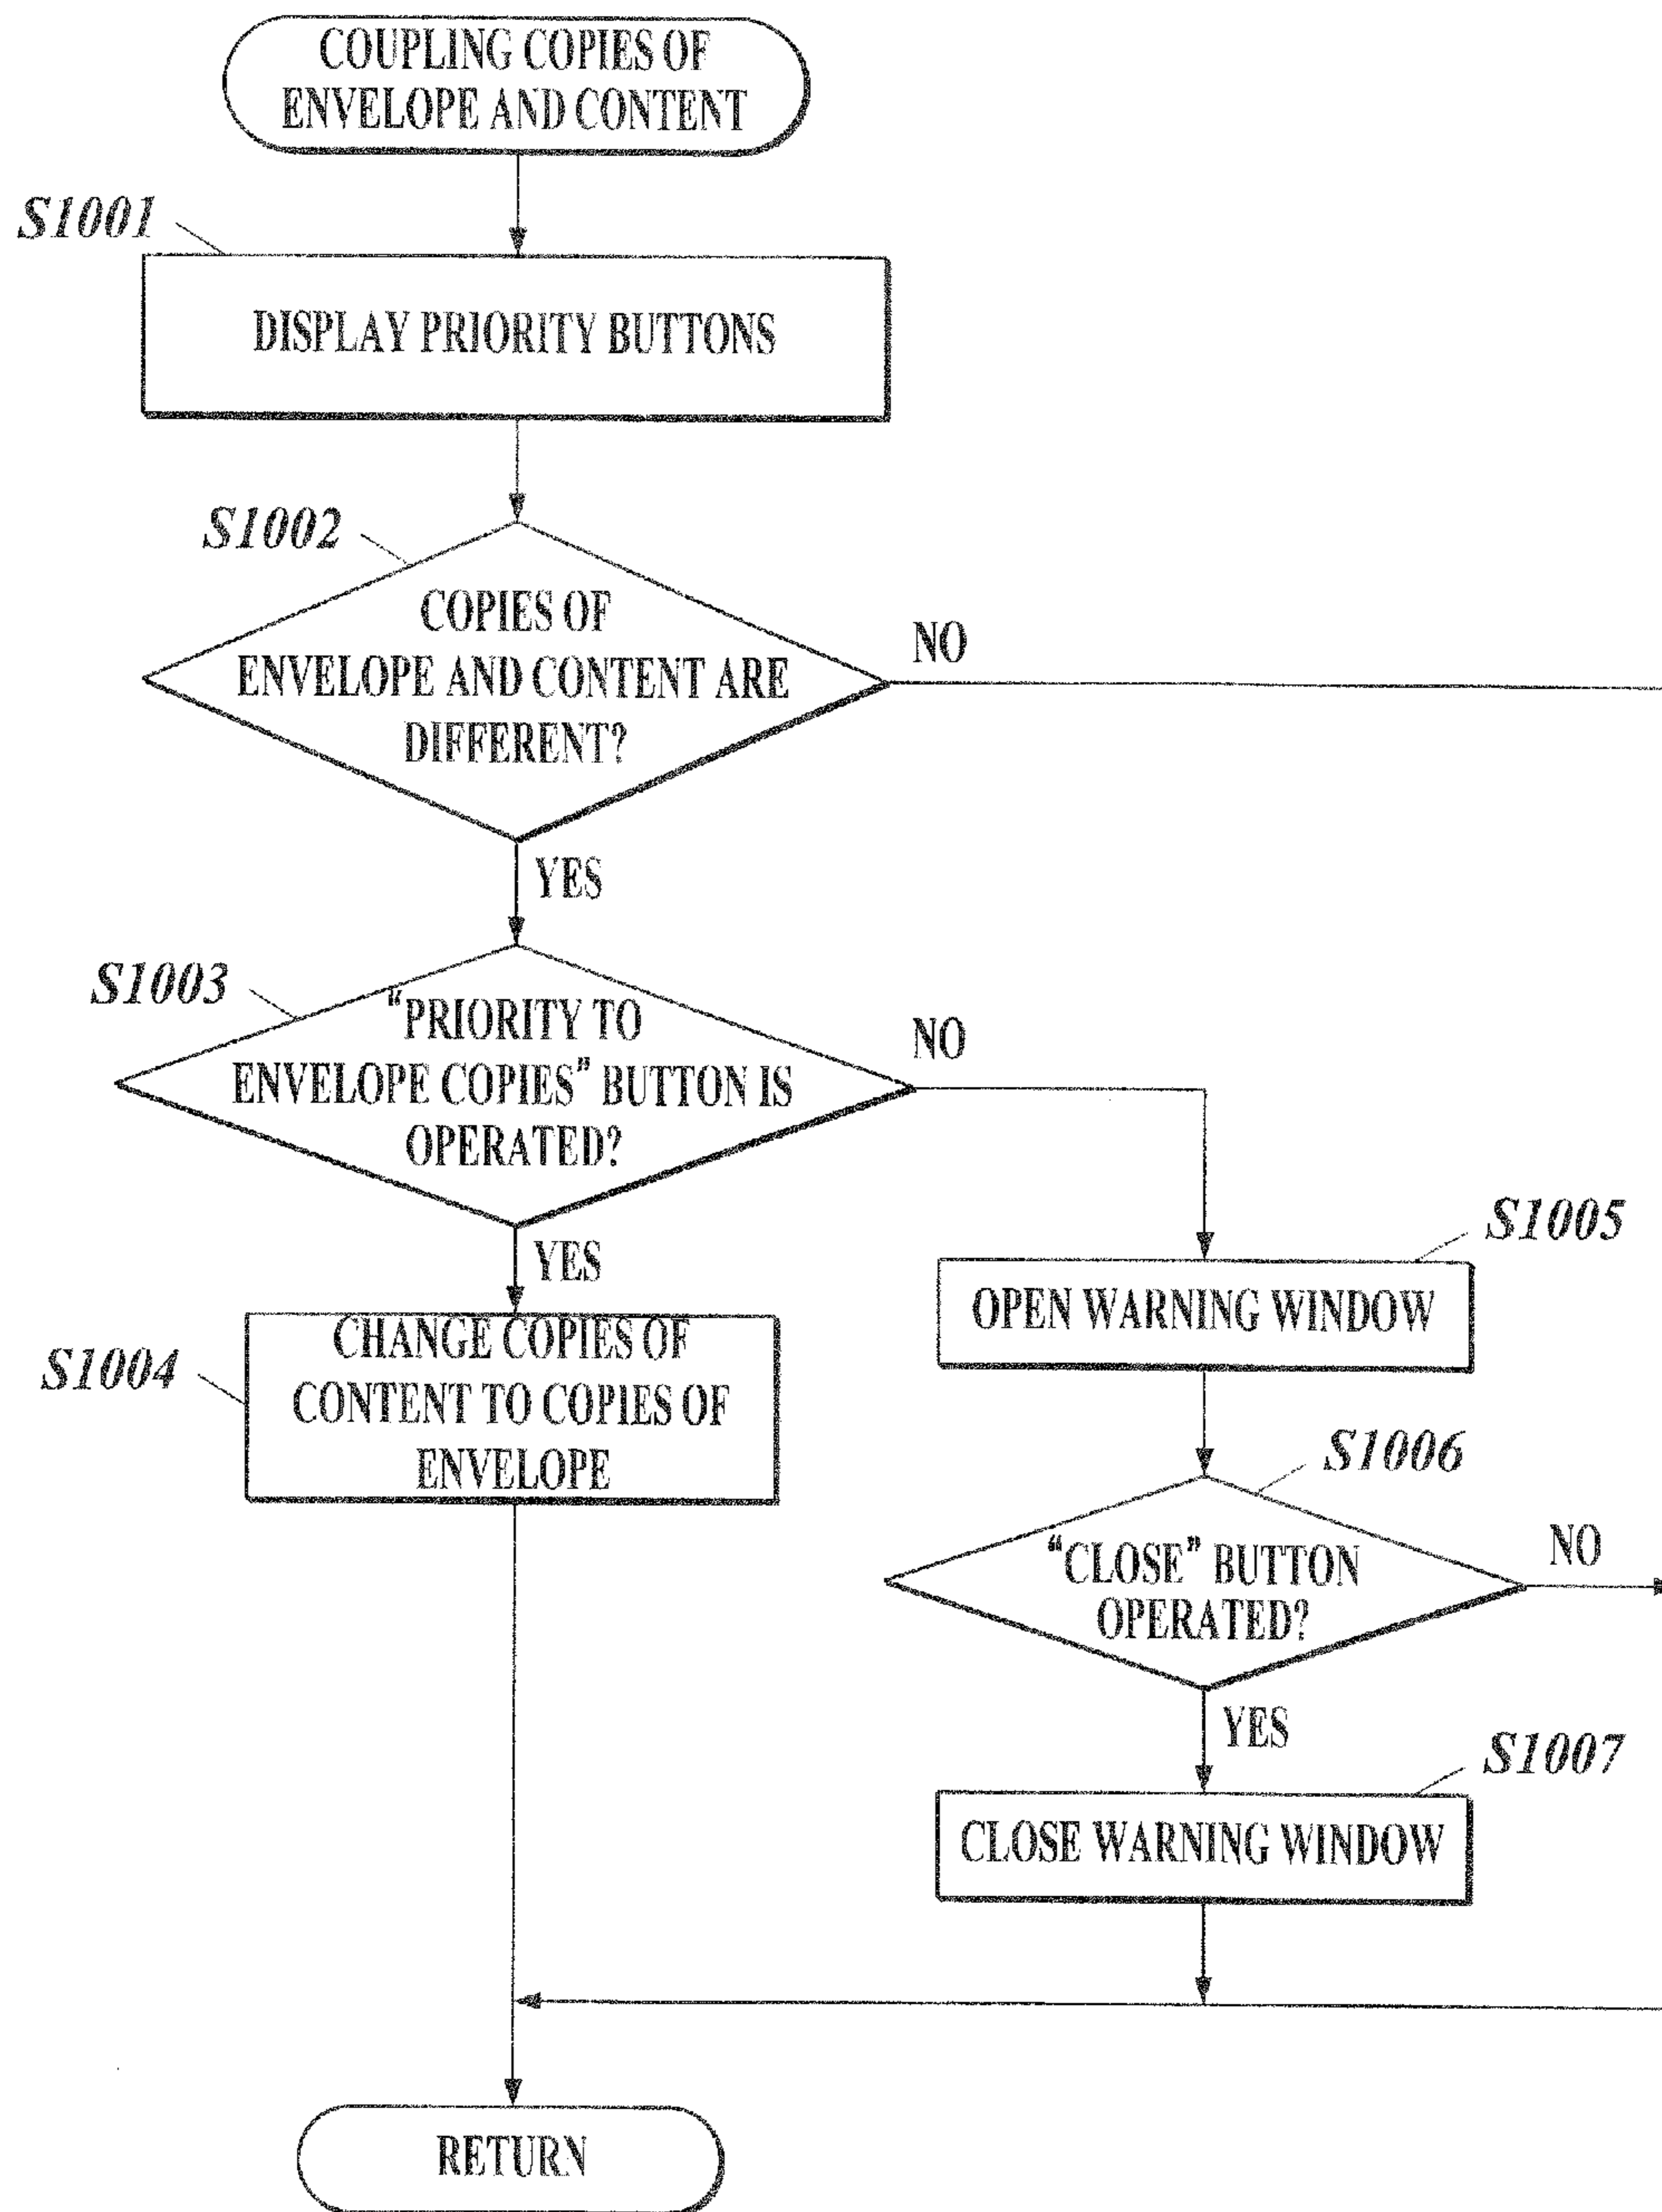 COUPLING COPIES OF
ENVELOPE AND CONTENT
S1001
DISPLAY PRIORITY BUTTONS
S1002
COPIES OF
ENVELOPE AND CONTENT ARE
DIFFERENT?
NO
YES
S1003
“PRIORITY TO
ENVELOPE COPIES” BUTTON IS
OPERATED?
NO
YES
S1004
CHANGE COPIES OF
CONTENT TO COPIES OF
ENVELOPE
S1005
OPEN WARNING WINDOW
S1006
“CLOSE” BUTTON
OPERATED?
NO
YES
S1007
CLOSE WARNING WINDOW
RETURN